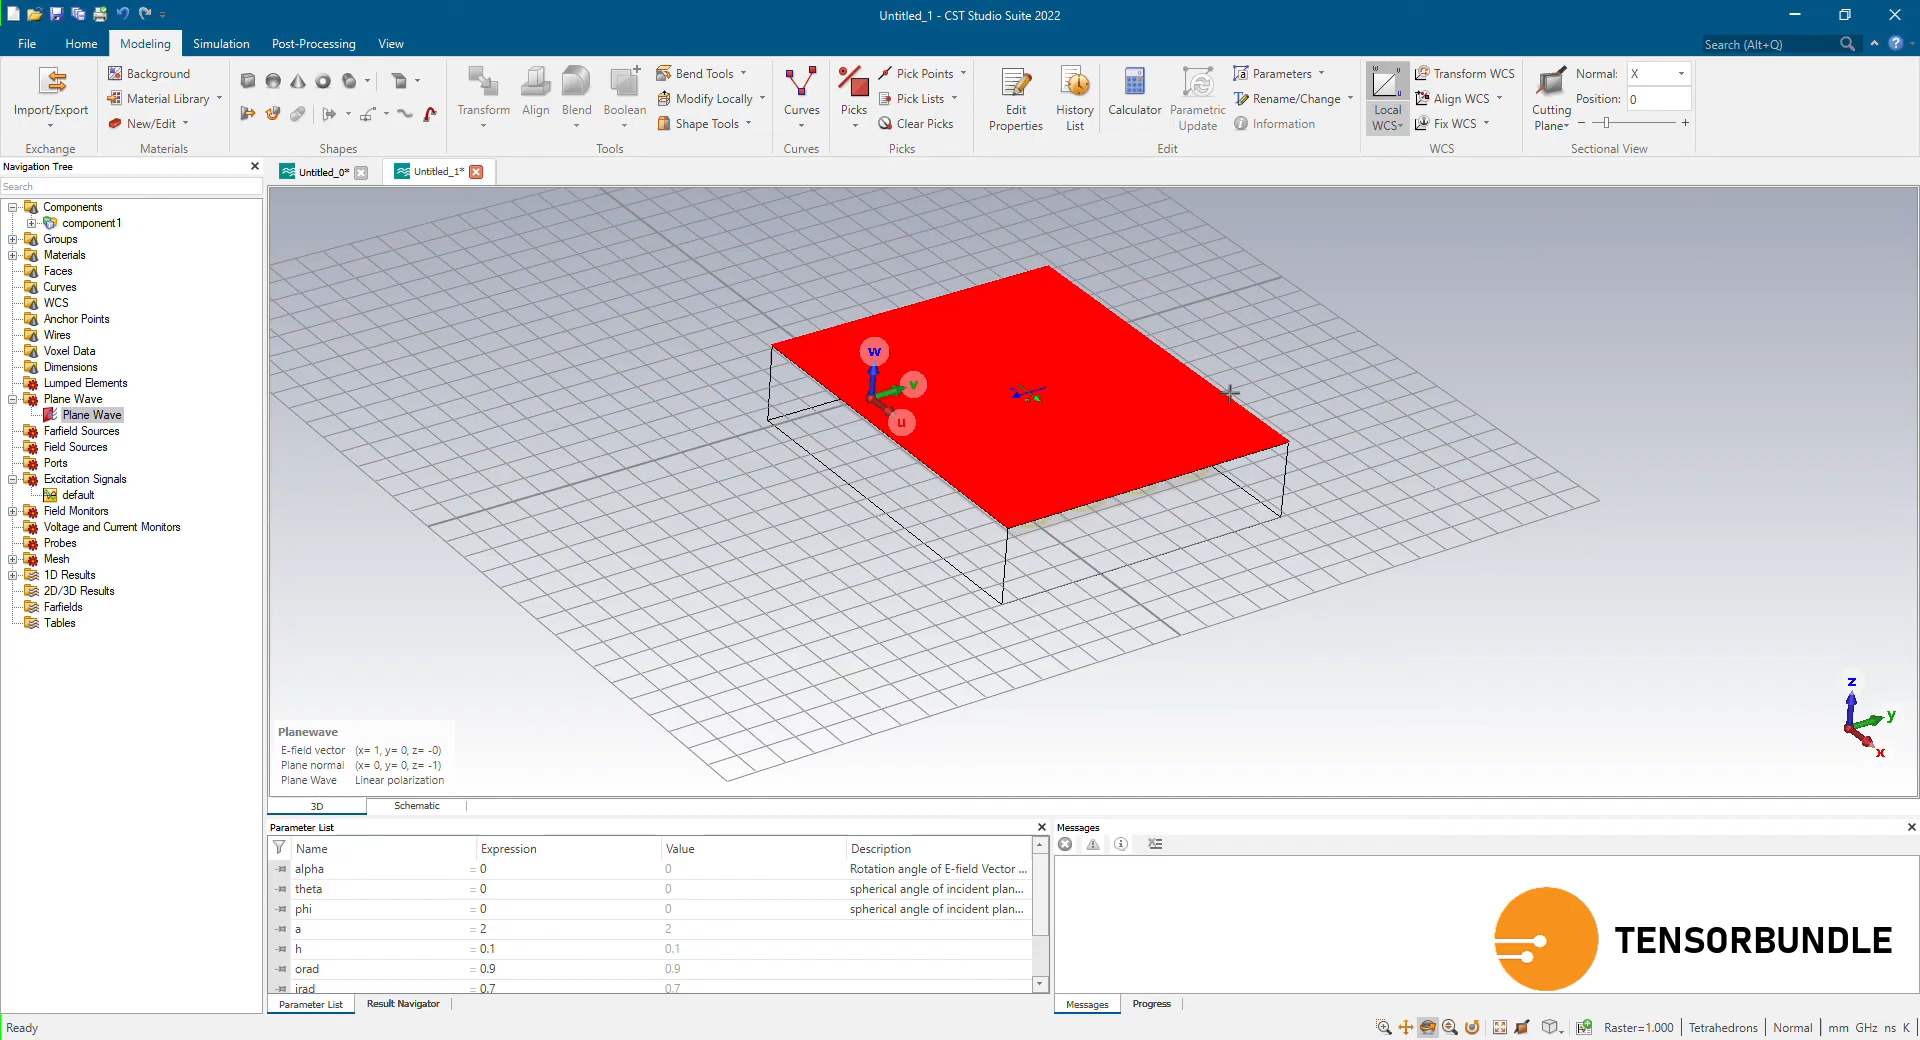 Untitled_1 - CST Studio Suite 2022
File Home Modeling Simulation Post-Processing View Search (Alt+Q)
Import/Export
Exchange
Background
Material Library
New/Edit
Materials
Shapes
Transform Align Blend Boolean
Bend Tools
Modify Locally
Shape Tools
Tools
Curves
Curves
Picks
Pick Points
Pick Lists
Clear Picks
Picks
Edit
Properties
History
List
Calculator
Parametric
Update
Parameters
Rename/Change
Information
Edit
Local
WCS
Transform WCS
Align WCS
Fix WCS
WCS
Cutting
Plane
Normal: X
Position: 0
Sectional View
Navigation Tree
Search
Components
component1
Groups
Materials
Faces
Curves
WCS
Anchor Points
Wires
Voxel Data
Dimensions
Lumped Elements
Plane Wave
Plane Wave
Farfield Sources
Field Sources
Ports
Excitation Signals
default
Field Monitors
Voltage and Current Monitors
Probes
Mesh
1D Results
2D/3D Results
Farfields
Tables
Untitled_0* Untitled_1*
w
v
u
z
y
x
Planewave
E-field vector (x= 1, y= 0, z= -0)
Plane normal (x= 0, y= 0, z= -1)
Plane Wave Linear polarization
3D Schematic
Parameter List
Name Expression Value Description
alpha = 0 0 Rotation angle of E-field Vector ...
theta = 0 0 spherical angle of incident plan...
phi = 0 0 spherical angle of incident plan...
a = 2 2
h = 0.1 0.1
orad = 0.9 0.9
irad = 0.7 0.7
Parameter List Result Navigator
Messages
TENSORBUNDLE
Messages Progress
Ready
Raster=1.000 Tetrahedrons Normal mm GHz ns K